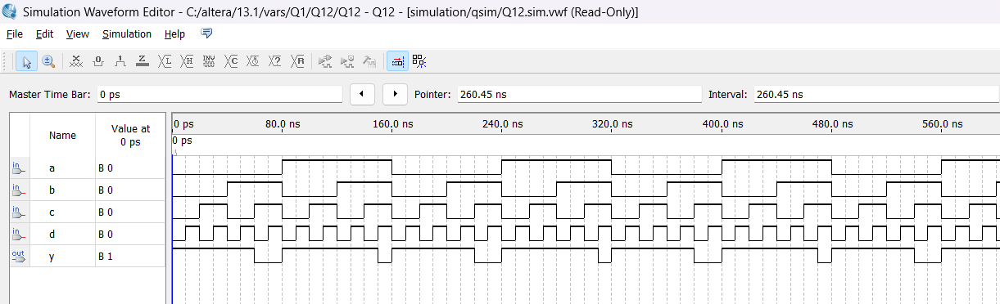 Simulation Waveform Editor - C:/altera/13.1/vars/Q1/Q12/Q12 - Q12 - [simulation/qsim/Q12.sim.vwf (Read-Only)]
File Edit View Simulation Help
Master Time Bar: 0 ps Pointer: 260.45 ns Interval: 260.45 ns
Name Value at 0 ps
0 ps 80.0 ns 160.0 ns 240.0 ns 320.0 ns 400.0 ns 480.0 ns 560.0 ns
0 ps
in a B 0
in b B 0
in c B 0
in d B 0
out y B 1